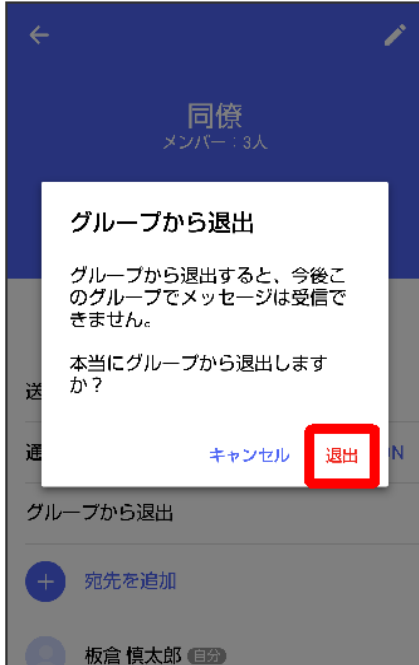 同僚
メンバー：3人
グループから退出
グループから退出すると、今後こ
のグループでメッセージは受信で
きません。
本当にグループから退出します
か？
キャンセル
退出
送
通
N
グループから退出
宛先を追加
板倉 慎太郎 自分